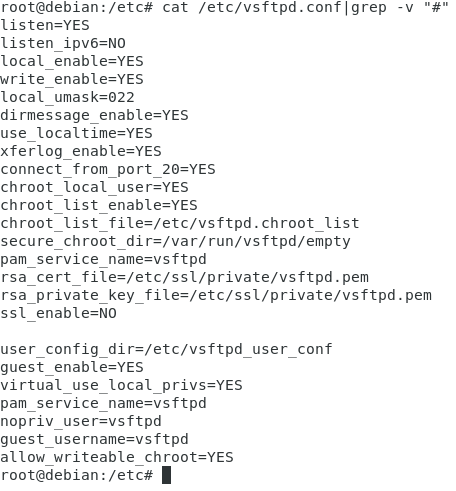 root@debian:/etc# cat /etc/vsftpd.conf|grep -v "#"
listen=YES
listen_ipv6=NO
local_enable=YES
write_enable=YES
local_umask=022
dirmessage_enable=YES
use_localtime=YES
xferlog_enable=YES
connect_from_port_20=YES
chroot_local_user=YES
chroot_list_enable=YES
chroot_list_file=/etc/vsftpd.chroot_list
secure_chroot_dir=/var/run/vsftpd/empty
pam_service_name=vsftpd
rsa_cert_file=/etc/ssl/private/vsftpd.pem
rsa_private_key_file=/etc/ssl/private/vsftpd.pem
ssl_enable=NO

user_config_dir=/etc/vsftpd_user_conf
guest_enable=YES
virtual_use_local_privs=YES
pam_service_name=vsftpd
nopriv_user=vsftpd
guest_username=vsftpd
allow_writeable_chroot=YES
root@debian:/etc#